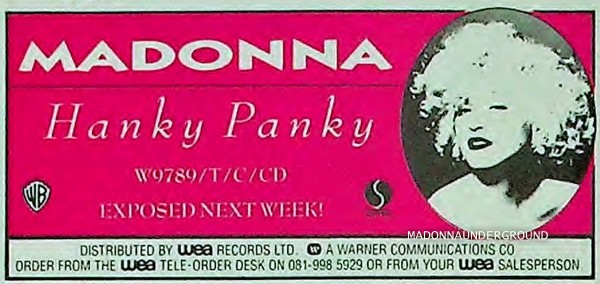 MADONNA
Hanky Panky
W9789/T/C/CD
WB
EXPOSED NEXT WEEK!
MADONNAUNDERGROUND
DISTRIBUTED BY wea RECORDS LTD. A WARNER COMMUNICATIONS CO
ORDER FROM THE wea TELE-ORDER DESK ON 081-998 5929 OR FROM YOUR wea SALESPERSON